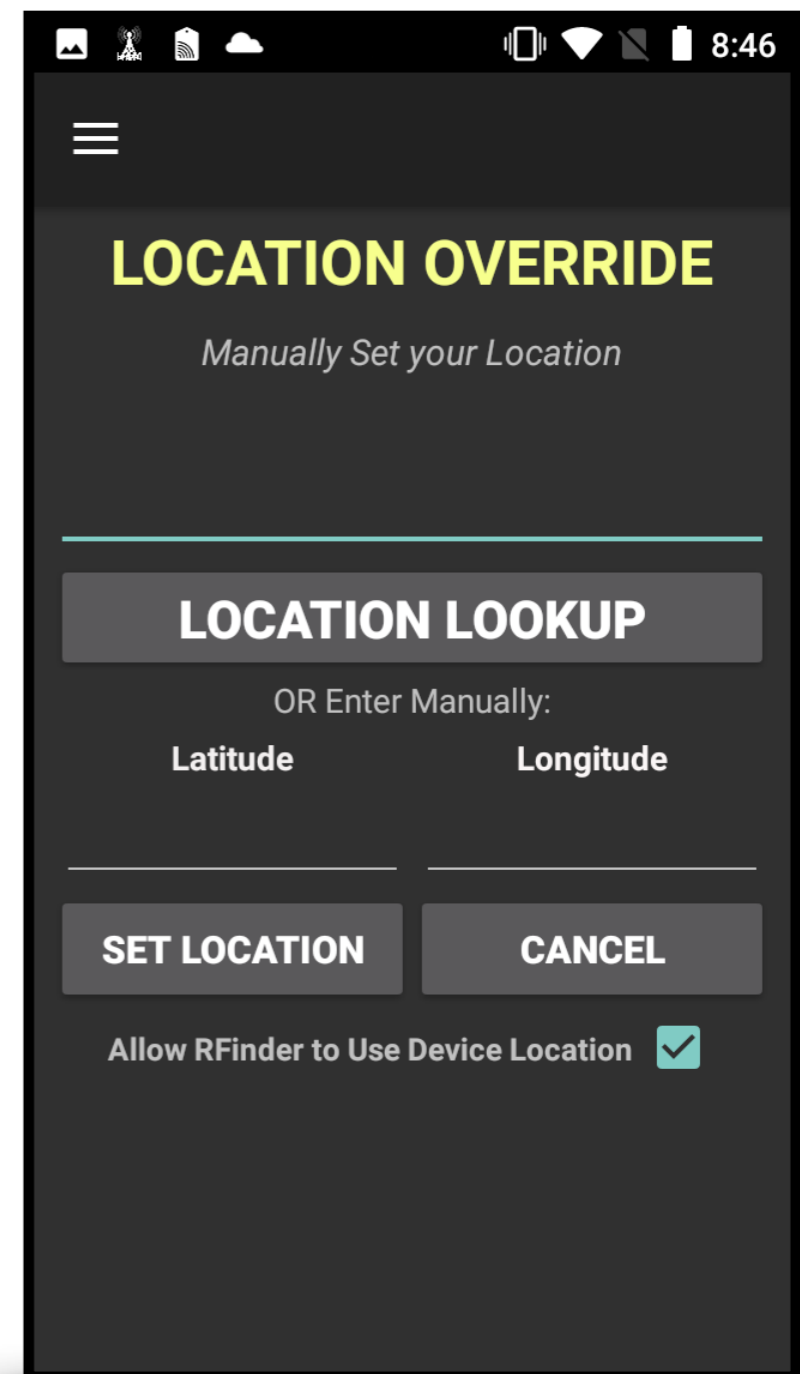 8:46
LOCATION OVERRIDE
Manually Set your Location
LOCATION LOOKUP
OR Enter Manually:
Latitude Longitude
SET LOCATION CANCEL
Allow RFinder to Use Device Location